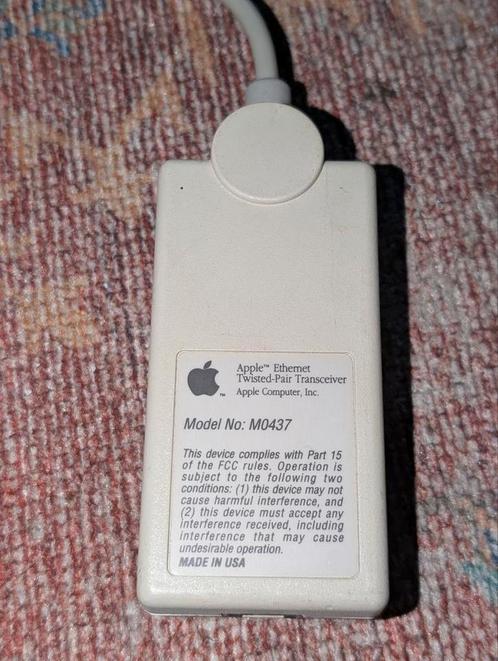 Apple™ Ethernet
Twisted-Pair Transceiver
Apple Computer, Inc.
TM
Model No: M0437
This device complies with Part 15
of the FCC rules. Operation is
subject to the following two
conditions: (1) this device may not
cause harmful interference, and
(2) this device must accept any
interference received, including
interference that may cause
undesirable operation.
MADE IN USA